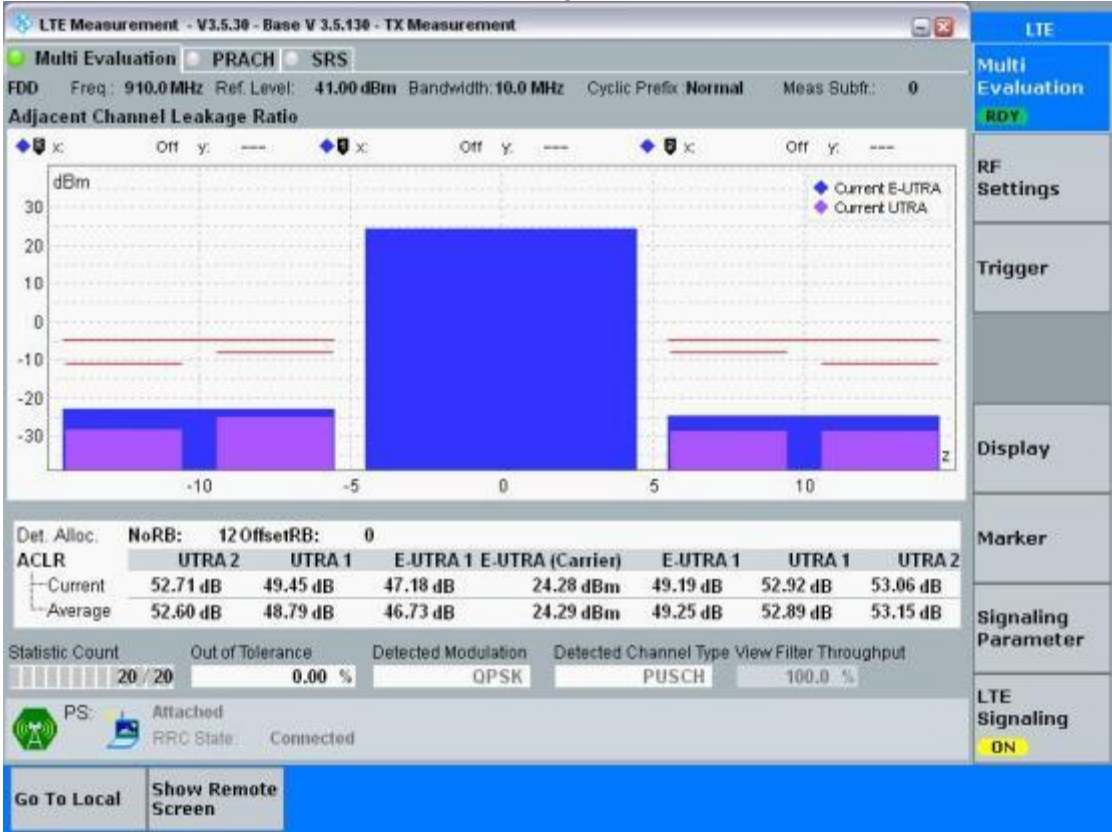 LTE Measurement - V3.5.30 - Base V 3.5.130 - TX Measurement
LTE
Multi Evaluation PRACH SRS
Multi
Evaluation
RDY
FDD Freq.: 910.0 MHz Ref. Level: 41.00 dBm Bandwidth: 10.0 MHz Cyclic Prefix: Normal Meas Subfr.: 0
Adjacent Channel Leakage Ratio
x: Off y: --- x: Off y: --- x: Off y: ---
RF
Settings
dBm
Current E-UTRA
Current UTRA
30
20
Trigger
10
0
-10
-20
-30
Display
z
-10 -5 0 5 10
Marker
Det. Alloc. NoRB: 12 OffsetRB: 0
ACLR UTRA 2 UTRA 1 E-UTRA 1 E-UTRA (Carrier) E-UTRA 1 UTRA 1 UTRA 2
Current 52.71 dB 49.45 dB 47.18 dB 24.28 dBm 49.19 dB 52.92 dB 53.06 dB
Average 52.60 dB 48.79 dB 46.73 dB 24.29 dBm 49.25 dB 52.89 dB 53.15 dB
Signaling
Parameter
Statistic Count Out of Tolerance Detected Modulation Detected Channel Type View Filter Throughput
20 / 20 0.00 % QPSK PUSCH 100.0 %
LTE
Signaling
ON
PS: Attached
RRC State: Connected
Go To Local
Show Remote
Screen